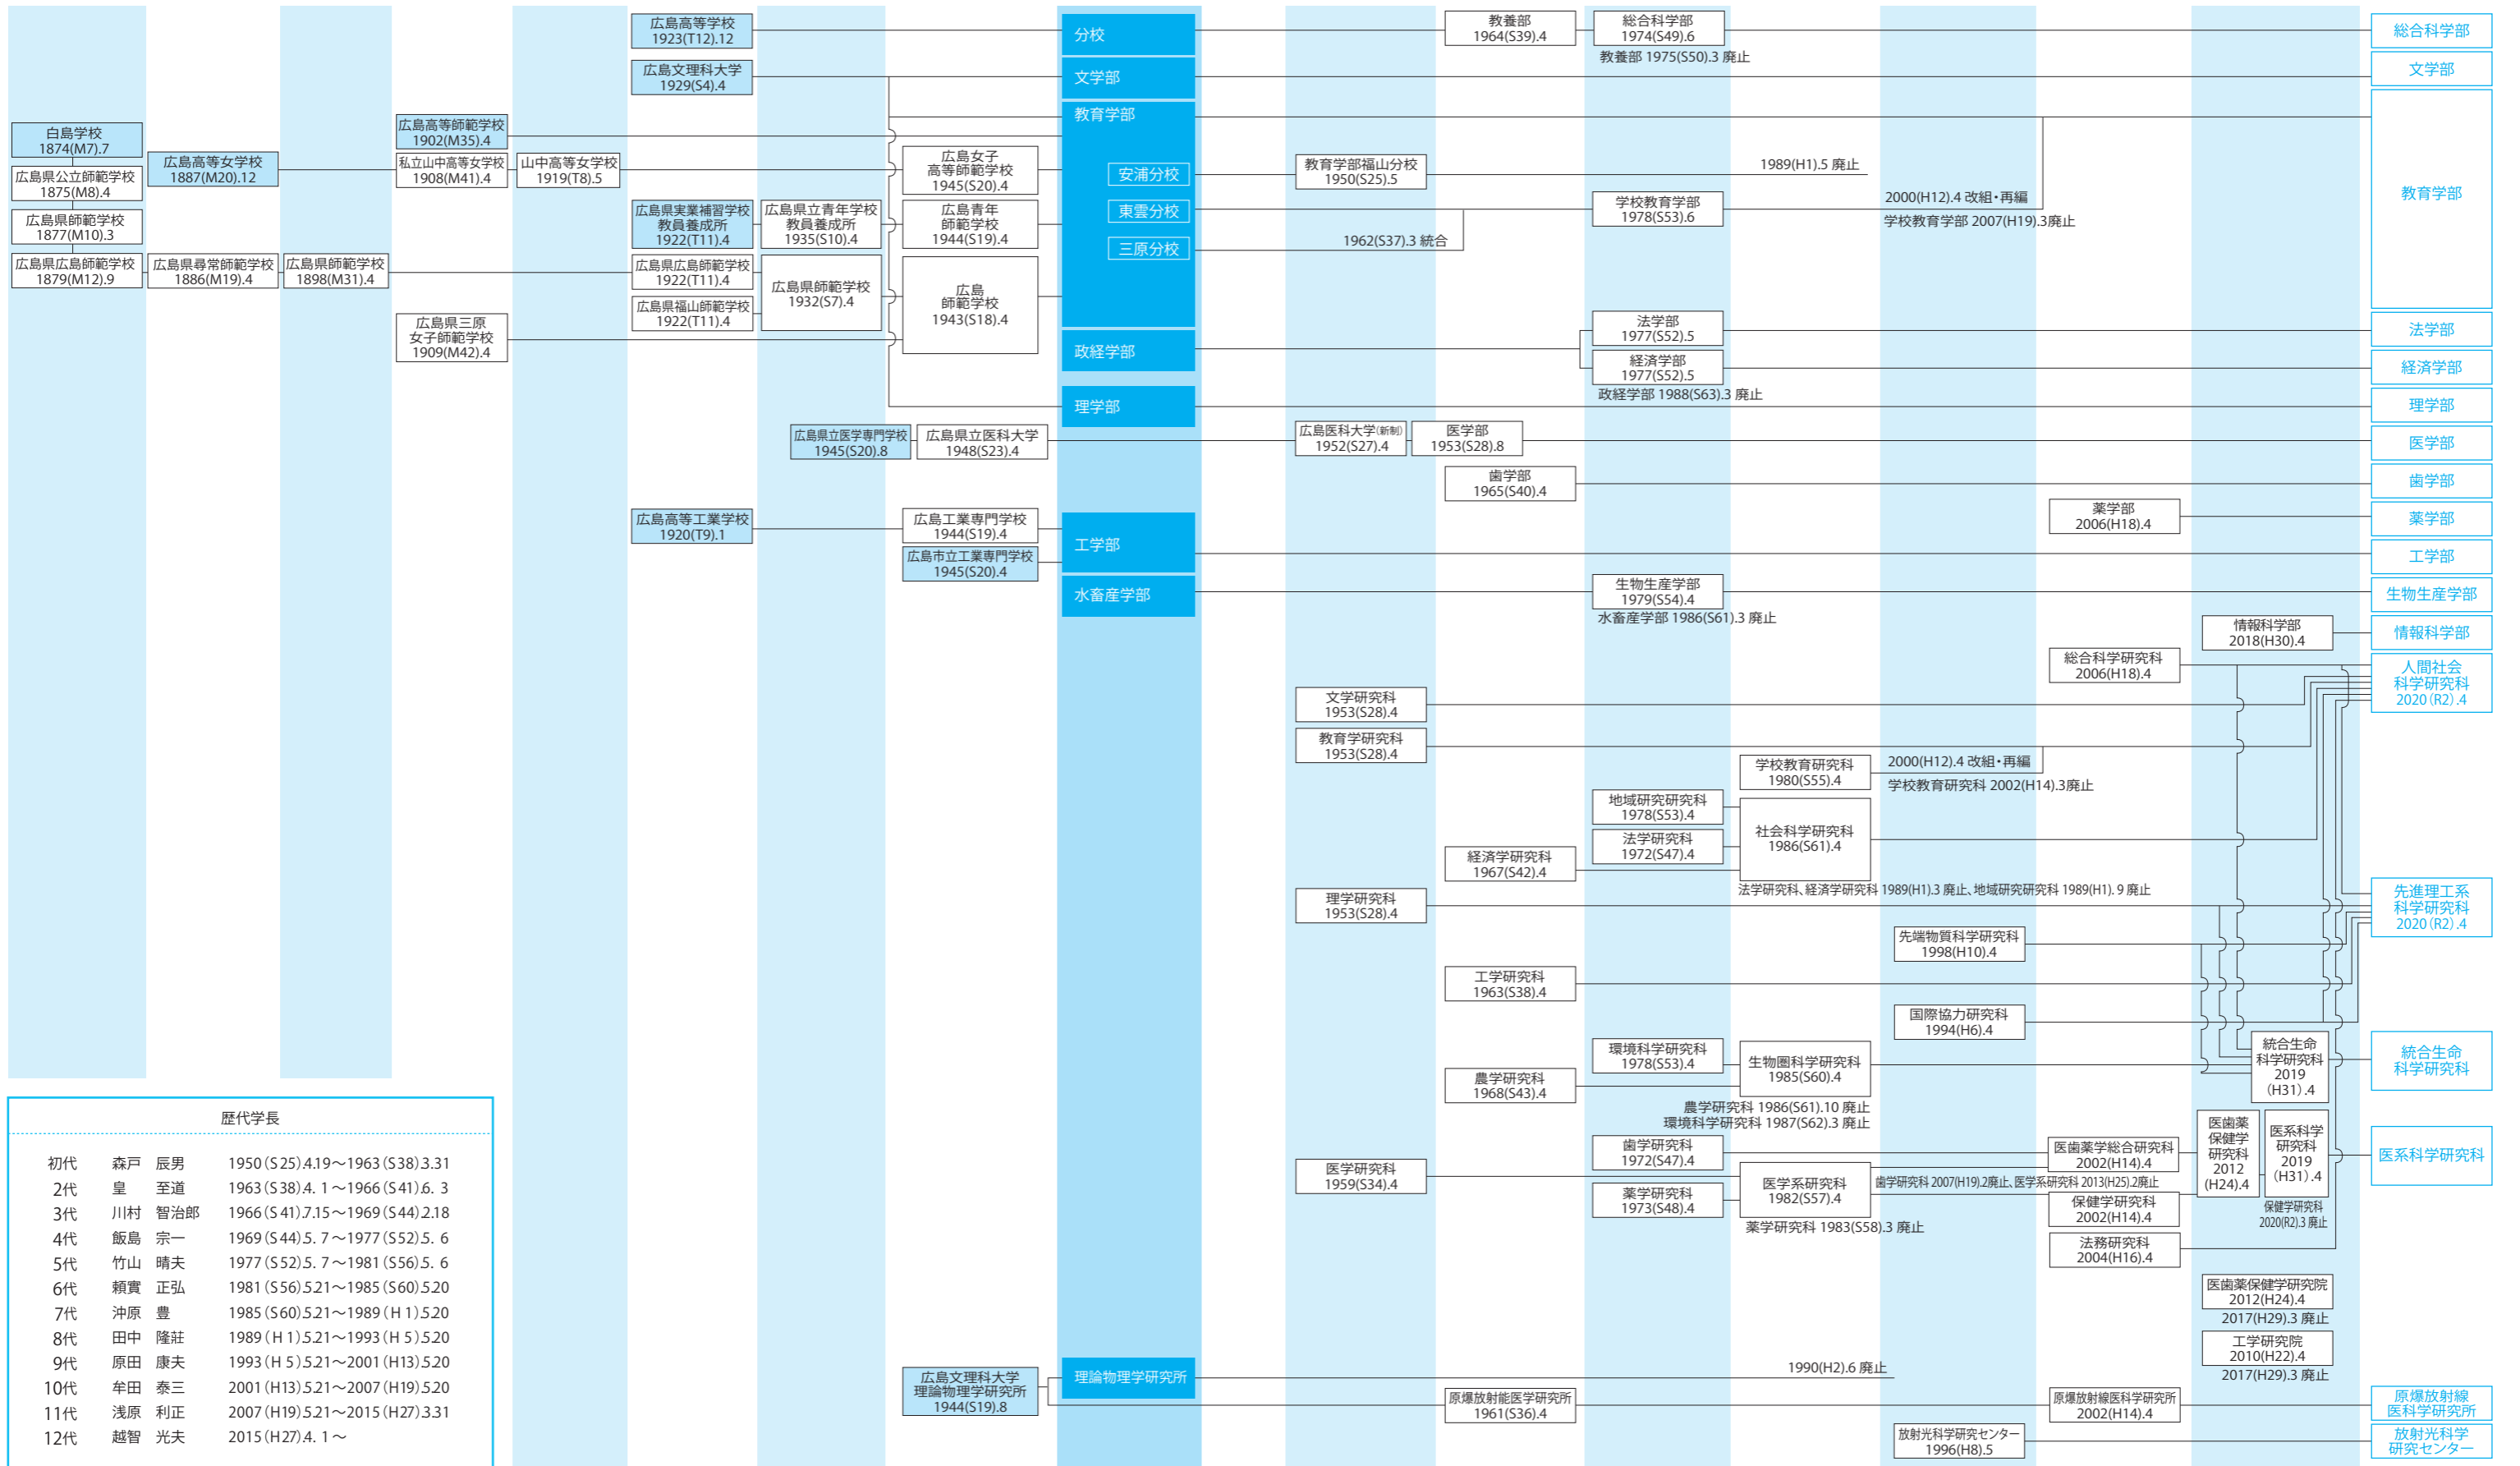 広島高等学校
1923(T12).12
分校
教養部
1964(S39).4
総合科学部
1974(S49).6
教養部 1975(S50).3 廃止
総合科学部
広島文理科大学
1929(S4).4
文学部
文学部
白島学校
1874(M7).7
広島県公立師範学校
1875(M8).4
広島県師範学校
1877(M10).3
広島県広島師範学校
1879(M12).9
広島高等女学校
1887(M20).12
広島県尋常師範学校
1886(M19).4
広島県師範学校
1898(M31).4
広島高等師範学校
1902(M35).4
私立山中高等女学校
1908(M41).4
山中高等女学校
1919(T8).5
広島県三原
女子師範学校
1909(M42).4
広島県実業補習学校
教員養成所
1922(T11).4
広島県立青年学校
教員養成所
1935(S10).4
広島県広島師範学校
1922(T11).4
広島県福山師範学校
1922(T11).4
広島県師範学校
1932(S7).4
広島女子
高等師範学校
1945(S20).4
広島青年
師範学校
1944(S19).4
広島
師範学校
1943(S18).4
教育学部
安浦分校
東雲分校
三原分校
教育学部福山分校
1950(S25).5
1989(H1).5 廃止
1962(S37).3 統合
学校教育学部
1978(S53).6
2000(H12).4 改組・再編
学校教育学部 2007(H19).3廃止
教育学部
政経学部
法学部
1977(S52).5
経済学部
1977(S52).5
政経学部 1988(S63).3 廃止
法学部
経済学部
理学部
理学部
広島県立医学専門学校
1945(S20).8
広島県立医科大学
1948(S23).4
広島医科大学(新制)
1952(S27).4
医学部
1953(S28).8
医学部
歯学部
1965(S40).4
歯学部
薬学部
2006(H18).4
薬学部
広島高等工業学校
1920(T9).1
広島工業専門学校
1944(S19).4
広島市立工業専門学校
1945(S20).4
工学部
工学部
水畜産学部
生物生産学部
1979(S54).4
水畜産学部 1986(S61).3 廃止
生物生産学部
情報科学部
2018(H30).4
情報科学部
総合科学研究科
2006(H18).4
人間社会
科学研究科
2020(R2).4
文学研究科
1953(S28).4
教育学研究科
1953(S28).4
学校教育研究科
1980(S55).4
2000(H12).4 改組・再編
学校教育研究科 2002(H14).3廃止
地域研究研究科
1978(S53).4
法学研究科
1972(S47).4
経済学研究科
1967(S42).4
社会科学研究科
1986(S61).4
法学研究科、経済学研究科 1989(H1).3 廃止、地域研究研究科 1989(H1).9 廃止
理学研究科
1953(S28).4
先進理工系
科学研究科
2020(R2).4
先端物質科学研究科
1998(H10).4
工学研究科
1963(S38).4
国際協力研究科
1994(H6).4
環境科学研究科
1978(S53).4
農学研究科
1968(S43).4
生物圏科学研究科
1985(S60).4
農学研究科 1986(S61).10 廃止
環境科学研究科 1987(S62).3 廃止
統合生命
科学研究科
2019
(H31).4
統合生命
科学研究科
医学研究科
1959(S34).4
歯学研究科
1972(S47).4
薬学研究科
1973(S48).4
医学系研究科
1982(S57).4
薬学研究科 1983(S58).3 廃止
医歯薬学総合研究科
2002(H14).4
歯学研究科 2007(H19).2廃止、医学系研究科 2013(H25).2廃止
保健学研究科
2002(H14).4
医歯薬
保健学
研究科
2012
(H24).4
医系科学
研究科
2019
(H31).4
保健学研究科
2020(R2).3 廃止
医系科学研究科
法務研究科
2004(H16).4
医歯薬保健学研究院
2012(H24).4
2017(H29).3 廃止
工学研究院
2010(H22).4
2017(H29).3 廃止
広島文理科大学
理論物理学研究所
1944(S19).8
理論物理学研究所
1990(H2).6 廃止
原爆放射能医学研究所
1961(S36).4
原爆放射線医科学研究所
2002(H14).4
原爆放射線
医科学研究所
放射光科学研究センター
1996(H8).5
放射光科学
研究センター
歴代学長
初代 森戸 辰男 1950(S25).4.19～1963(S38).3.31
2代 皇 至道 1963(S38).4. 1～1966(S41).6. 3
3代 川村 智治郎 1966(S41).7.15～1969(S44).2.18
4代 飯島 宗一 1969(S44).5. 7～1977(S52).5. 6
5代 竹山 晴夫 1977(S52).5. 7～1981(S56).5. 6
6代 頼實 正弘 1981(S56).5.21～1985(S60).5.20
7代 沖原 豊 1985(S60).5.21～1989(H 1).5.20
8代 田中 隆莊 1989(H 1).5.21～1993(H 5).5.20
9代 原田 康夫 1993(H 5).5.21～2001(H13).5.20
10代 牟田 泰三 2001(H13).5.21～2007(H19).5.20
11代 浅原 利正 2007(H19).5.21～2015(H27).3.31
12代 越智 光夫 2015(H27).4. 1～